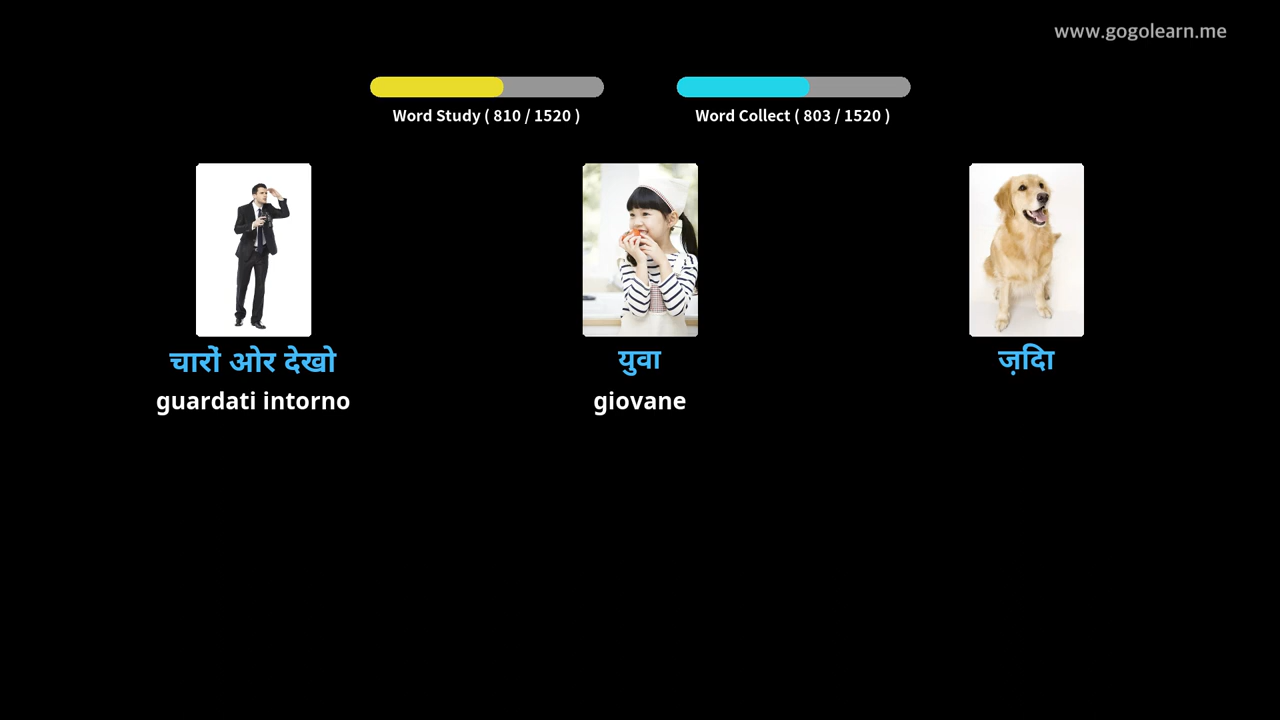 www.gogolearn.me
Word Study ( 810 / 1520 )
Word Collect ( 803 / 1520 )
चारों ओर देखो
युवा
ज़दिा
guardati intorno
giovane